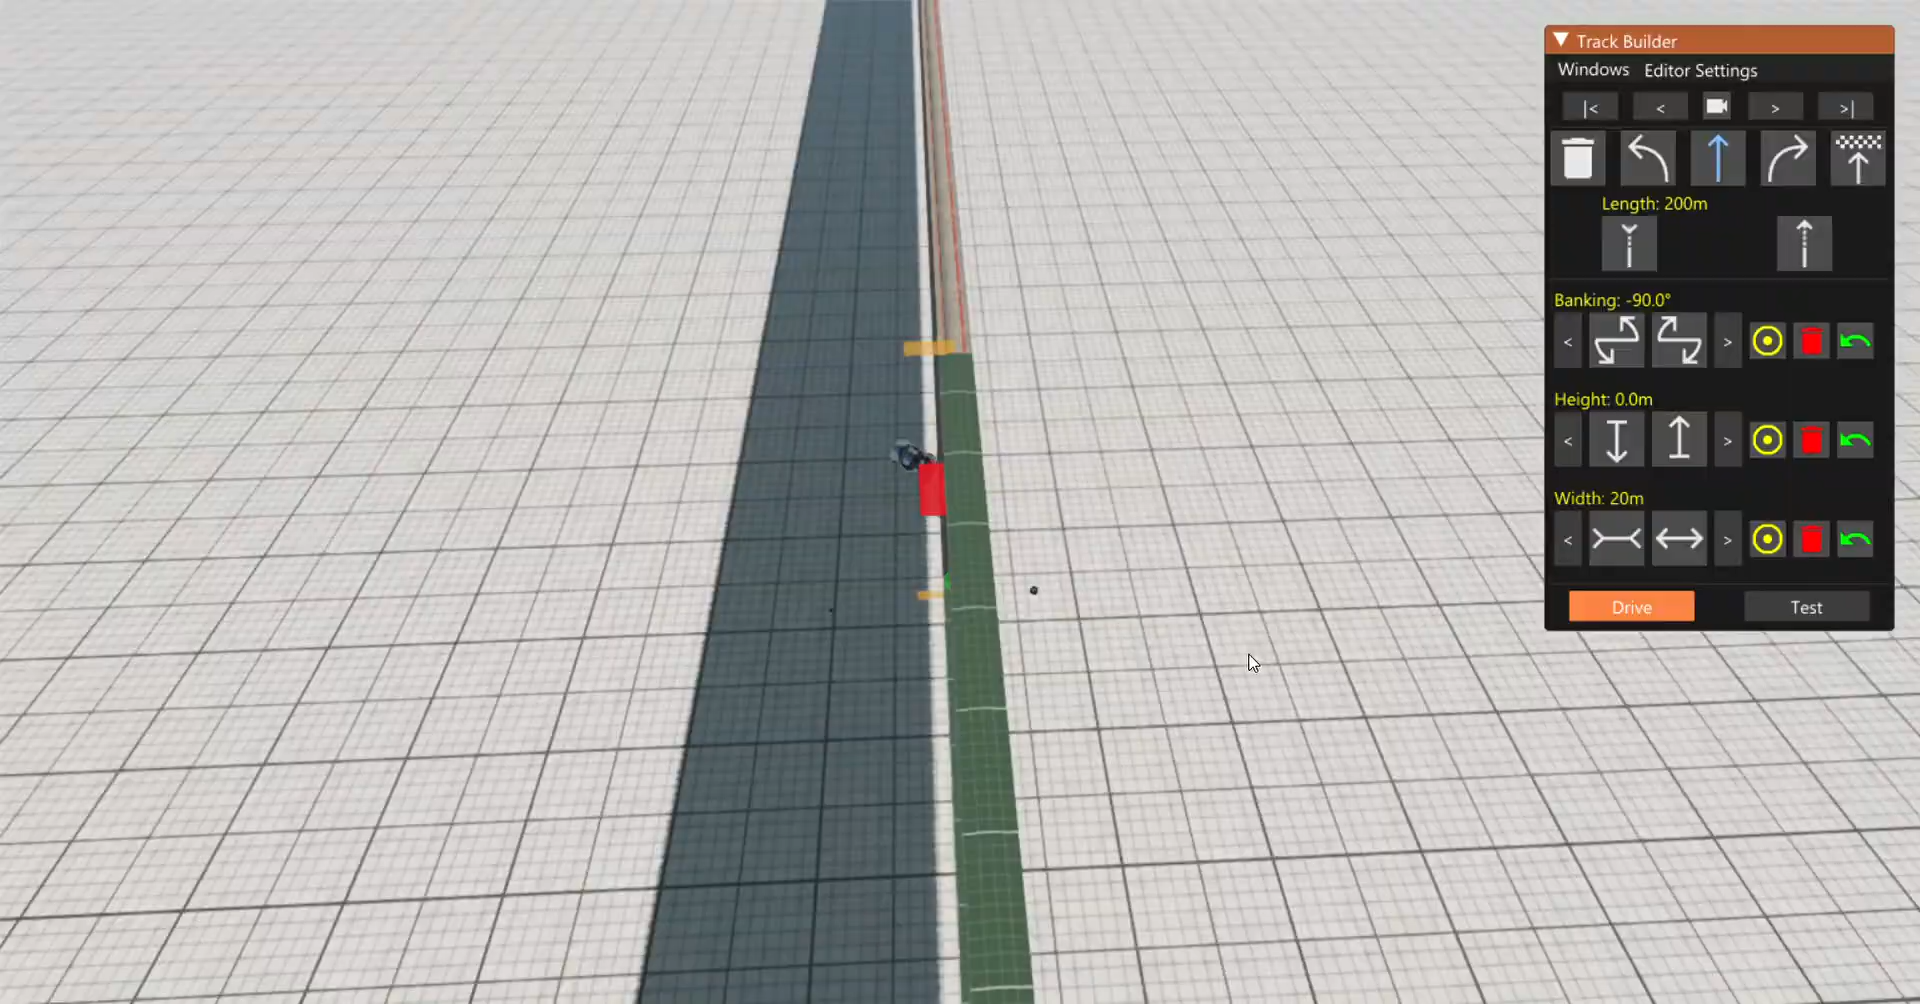 Track Builder
Windows Editor Settings
|< < > >|
Length: 200m
Banking: -90.0°
< >
Height: 0.0m
< >
Width: 20m
< >
Drive Test